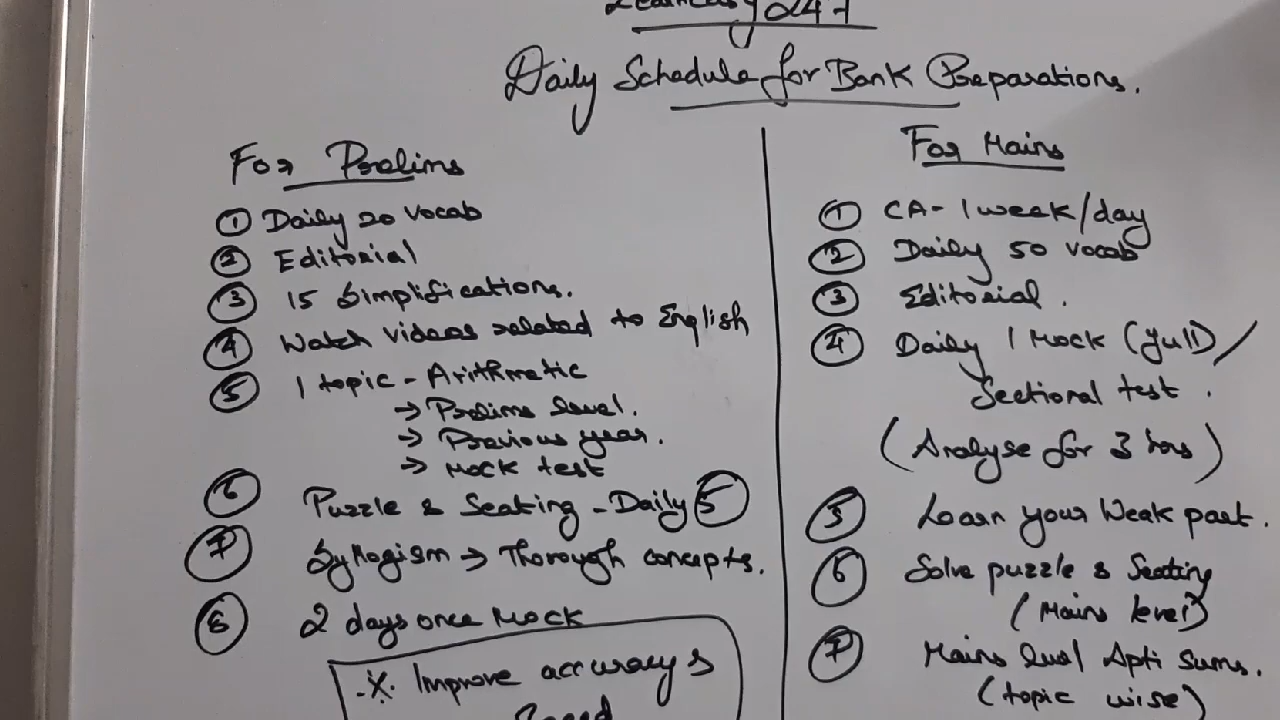 Daily Schedule for Bank Preparations.
For Prelims
① Daily 20 vocab
② Editorial
③ 15 Simplifications.
④ Watch videos related to English
⑤ 1 topic - Arithmetic
→ Prelims level.
→ Previous year.
→ Mock test
⑥ Puzzle & Seating - Daily 5
⑦ Syllogism → Thorough concepts.
⑧ 2 days once Mock
Improve accuracy &
Speed
For Mains
① CA - 1 week/day
② Daily 50 vocab
③ Editorial.
④ Daily 1 Mock (full) /
Sectional test.
(Analyse for 3 hrs)
⑤ Learn your Weak part.
⑥ Solve puzzle & Seating
(Mains level)
⑦ Mains level Apti sums.
(topic wise)